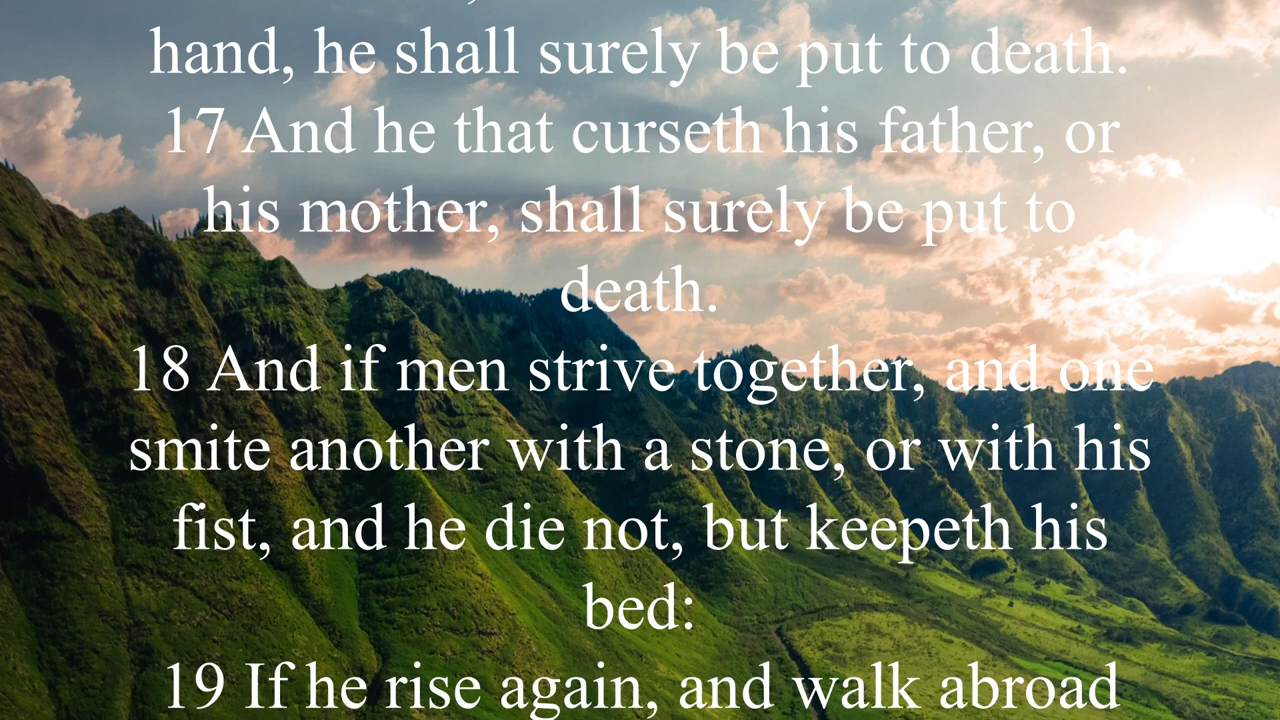 hand, he shall surely be put to death.
17 And he that curseth his father, or
his mother, shall surely be put to
death.
18 And if men strive together, and one
smite another with a stone, or with his
fist, and he die not, but keepeth his
bed:
19 If he rise again, and walk abroad